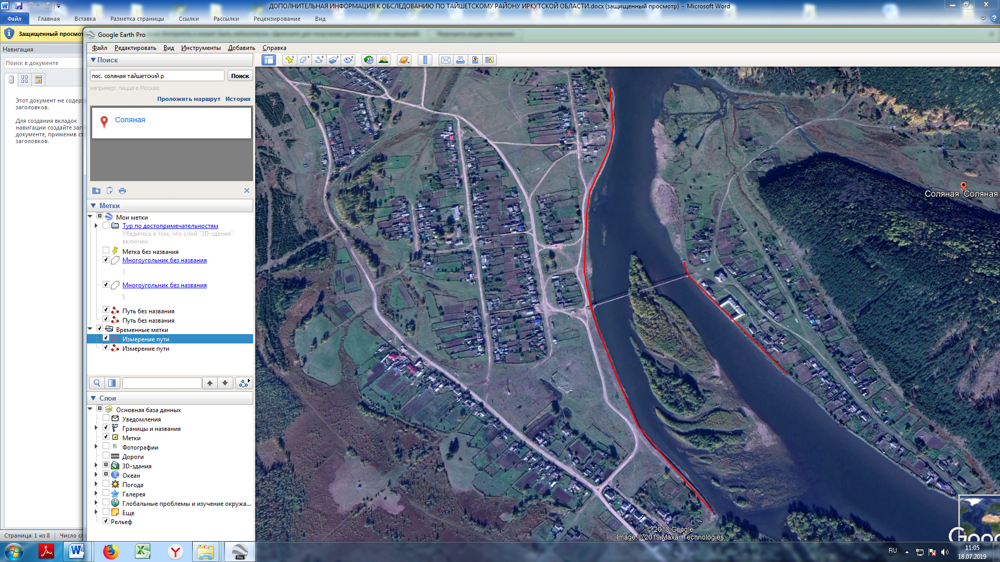 ДОПОЛНИТЕЛЬНАЯ ИНФОРМАЦИЯ К ОБСЛЕДОВАНИЮ ПО ТАЙШЕТСКОМУ РАЙОНУ ИРКУТСКОЙ ОБЛАСТИ.docx (защищенный просмотр) - Microsoft Word
Файл Главная Вставка Разметка страницы Ссылки Рассылки Рецензирование Вид
Защищенный просмот
Навигация
Поиск в документе
Этот документ не содер
заголовков.
Для создания вкладок
навигации создайте заг
документе, применив ст
заголовков.
Страница: 1 из 8 Число сл
Google Earth Pro
Файл Редактировать Вид Инструменты Добавить Справка
Поиск
пос. соляная тайшетский р Поиск
например: пицца в Москве
Проложить маршрут История
Соляная
Метки
Мои метки
Тур по достопримечательностям
Убедитесь в том, что слой "3D-здания"
включен
Метка без названия
Многоугольник без названия
1
Многоугольник без названия
1
Путь без названия
Путь без названия
Временные метки
Измерение пути
Измерение пути
Слои
Основная база данных
Уведомления
Границы и названия
Метки
Фотографии
Дороги
3D-здания
Океан
Погода
Галерея
Глобальные проблемы и изучение окружа...
Еще
Рельеф
Соляная Соляная
© 2018 Google
Image © 2019 Maxar Technologies
Goo
Pro
RU
11:05
18.07.2019